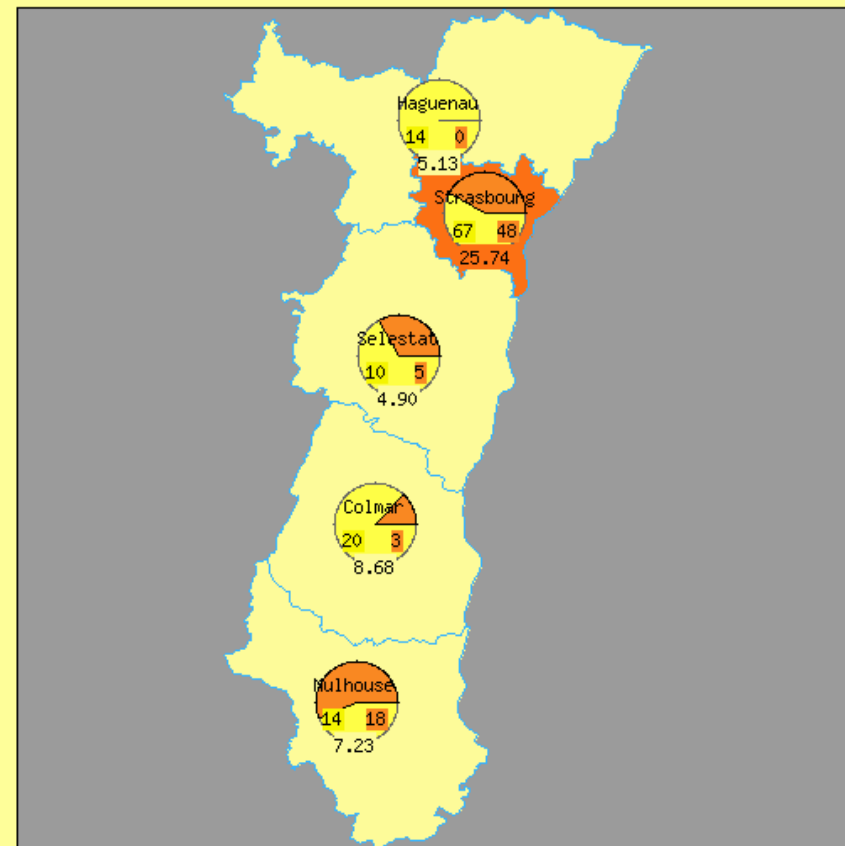 Haguenau
14 0
5.13
Strasbourg
67 48
25.74
Selestat
10 5
4.90
Colmar
20 3
8.68
Mulhouse
14 18
7.23